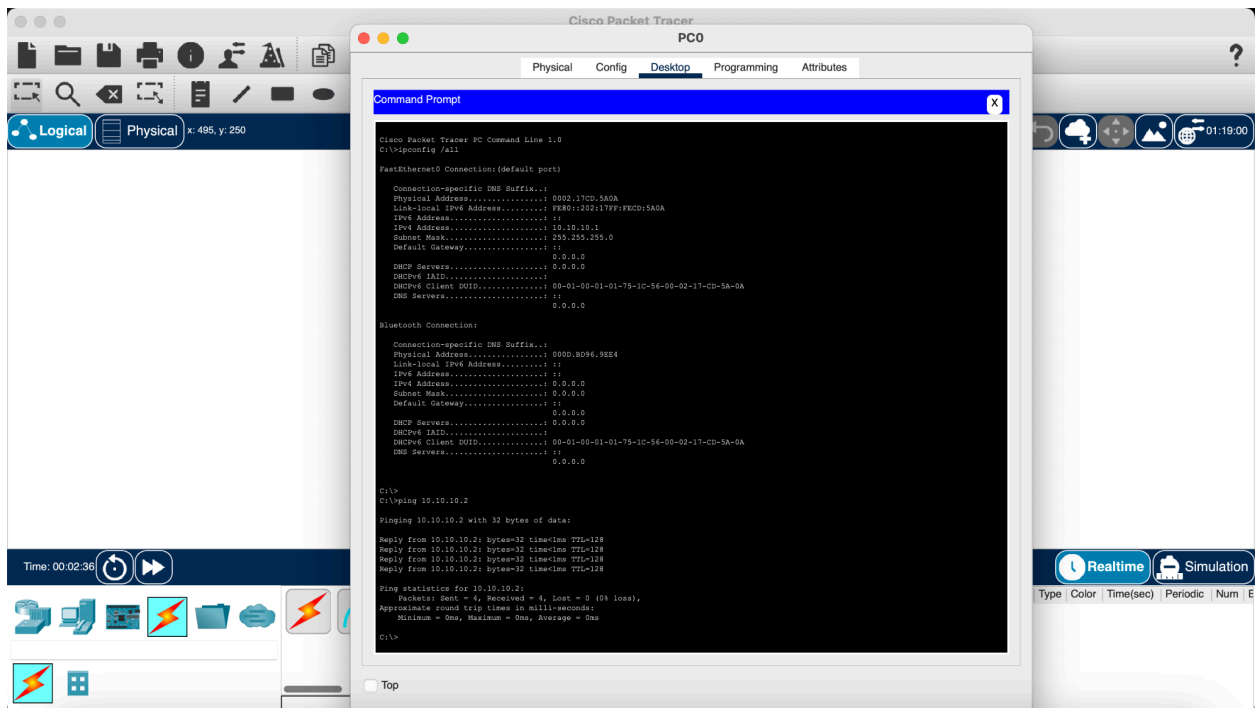 Cisco Packet Tracer
PC0
?
Physical Config Desktop Programming Attributes
Command Prompt
X
Logical Physical x: 495, y: 250
01:19:00
Cisco Packet Tracer PC Command Line 1.0
C:\>ipconfig /all
FastEthernet0 Connection:(default port)
Connection-specific DNS Suffix..:
Physical Address................: 0002.17CD.5A0A
Link-local IPv6 Address.........: FE80::202:17FF:FECD:5A0A
IPv6 Address....................: ::
IPv4 Address....................: 10.10.10.1
Subnet Mask.....................: 255.255.255.0
Default Gateway.................: ::
0.0.0.0
DHCP Servers....................: 0.0.0.0
DHCPv6 IAID.....................:
DHCPv6 Client DUID..............: 00-01-00-01-01-75-1C-56-00-02-17-CD-5A-0A
DNS Servers.....................: ::
0.0.0.0
Bluetooth Connection:
Connection-specific DNS Suffix..:
Physical Address................: 000D.BD96.9EE4
Link-local IPv6 Address.........: ::
IPv6 Address....................: ::
IPv4 Address....................: 0.0.0.0
Subnet Mask.....................: 0.0.0.0
Default Gateway.................: ::
0.0.0.0
DHCP Servers....................: 0.0.0.0
DHCPv6 IAID.....................:
DHCPv6 Client DUID..............: 00-01-00-01-01-75-1C-56-00-02-17-CD-5A-0A
DNS Servers.....................: ::
0.0.0.0
C:\>
C:\>ping 10.10.10.2
Pinging 10.10.10.2 with 32 bytes of data:
Reply from 10.10.10.2: bytes=32 time<1ms TTL=128
Reply from 10.10.10.2: bytes=32 time<1ms TTL=128
Reply from 10.10.10.2: bytes=32 time<1ms TTL=128
Reply from 10.10.10.2: bytes=32 time<1ms TTL=128
Ping statistics for 10.10.10.2:
Packets: Sent = 4, Received = 4, Lost = 0 (0% loss),
Approximate round trip times in milli-seconds:
Minimum = 0ms, Maximum = 0ms, Average = 0ms
C:\>
Time: 00:02:36
Realtime Simulation
Type Color Time(sec) Periodic Num E
Top